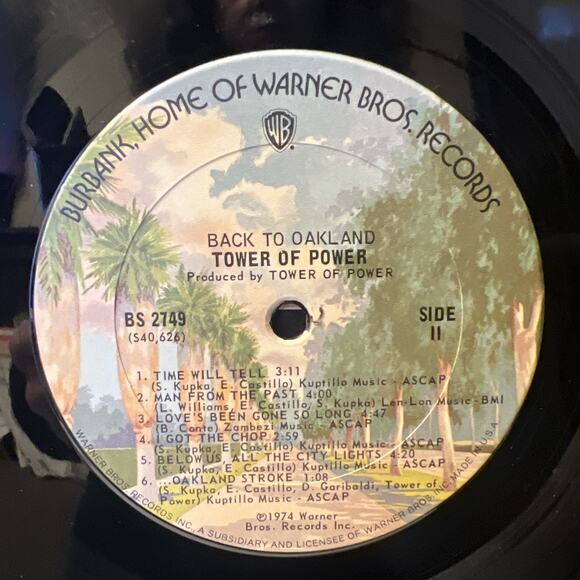 BURBANK, HOME OF WARNER BROS. RECORDS
WB
BACK TO OAKLAND
TOWER OF POWER
Produced by TOWER OF POWER
BS 2749
(S40,626)
SIDE
II
1. TIME WILL TELL 3:11
(S. Kupka, E. Castillo) Kuptillo Music - ASCAP
2. MAN FROM THE PAST 4:00
(L. Williams, E. Castillo, S. Kupka) Len-Lon Music - BMI
3. LOVE'S BEEN GONE SO LONG 4:47
(B. Conte) Zambezi Music - ASCAP
4. I GOT THE CHOP 2:59
(S. Kupka, E. Castillo) Kuptillo Music - ASCAP
5. BELOW US, ALL THE CITY LIGHTS 4:20
(S. Kupka, E. Castillo) Kuptillo Music - ASCAP
6. ...OAKLAND STROKE 1:08
(S. Kupka, E. Castillo, D. Garibaldi, Tower of
Power) Kuptillo Music - ASCAP
℗1974 Warner
Bros. Records Inc.
WARNER BROS. RECORDS INC., A SUBSIDIARY AND LICENSEE OF WARNER BROS. INC. MADE IN U.S.A.